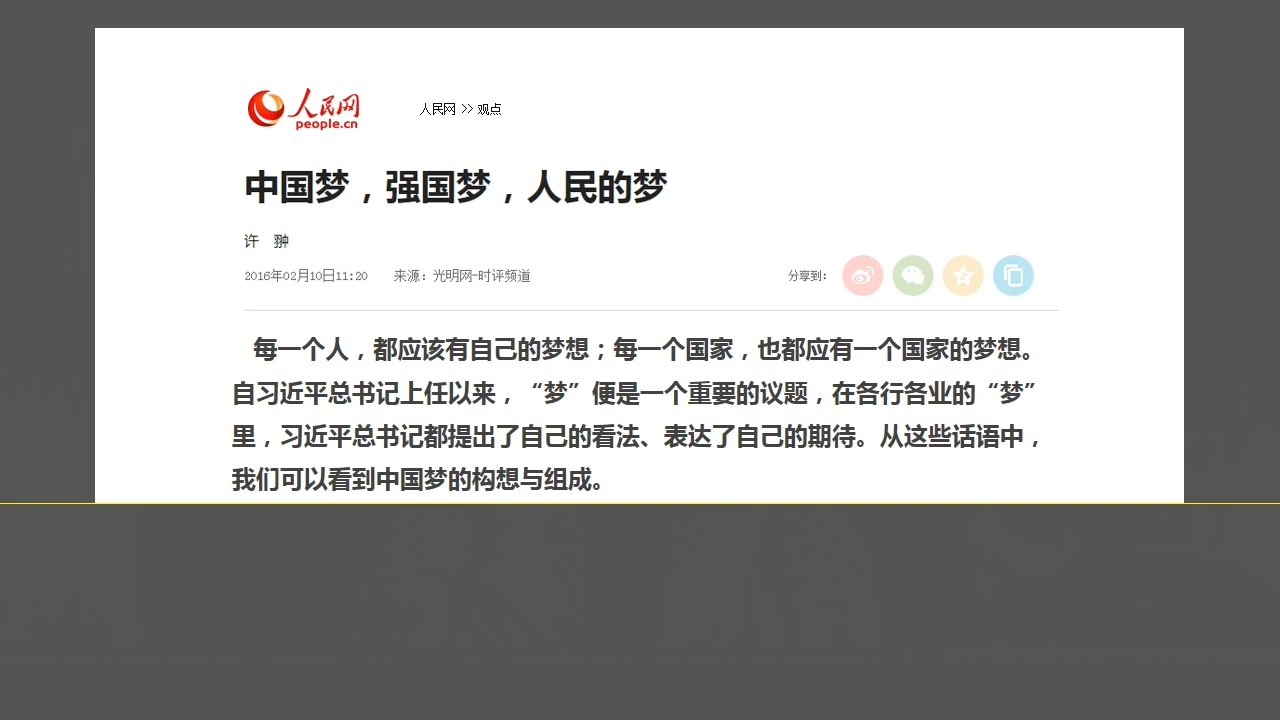 人民网
people.cn
人民网 >> 观点
中国梦，强国梦，人民的梦
许　翀
2016年02月10日11:20　来源：光明网-时评频道　分享到：
每一个人，都应该有自己的梦想；每一个国家，也都应有一个国家的梦想。
自习近平总书记上任以来，“梦”便是一个重要的议题，在各行各业的“梦”
里，习近平总书记都提出了自己的看法、表达了自己的期待。从这些话语中，
我们可以看到中国梦的构想与组成。